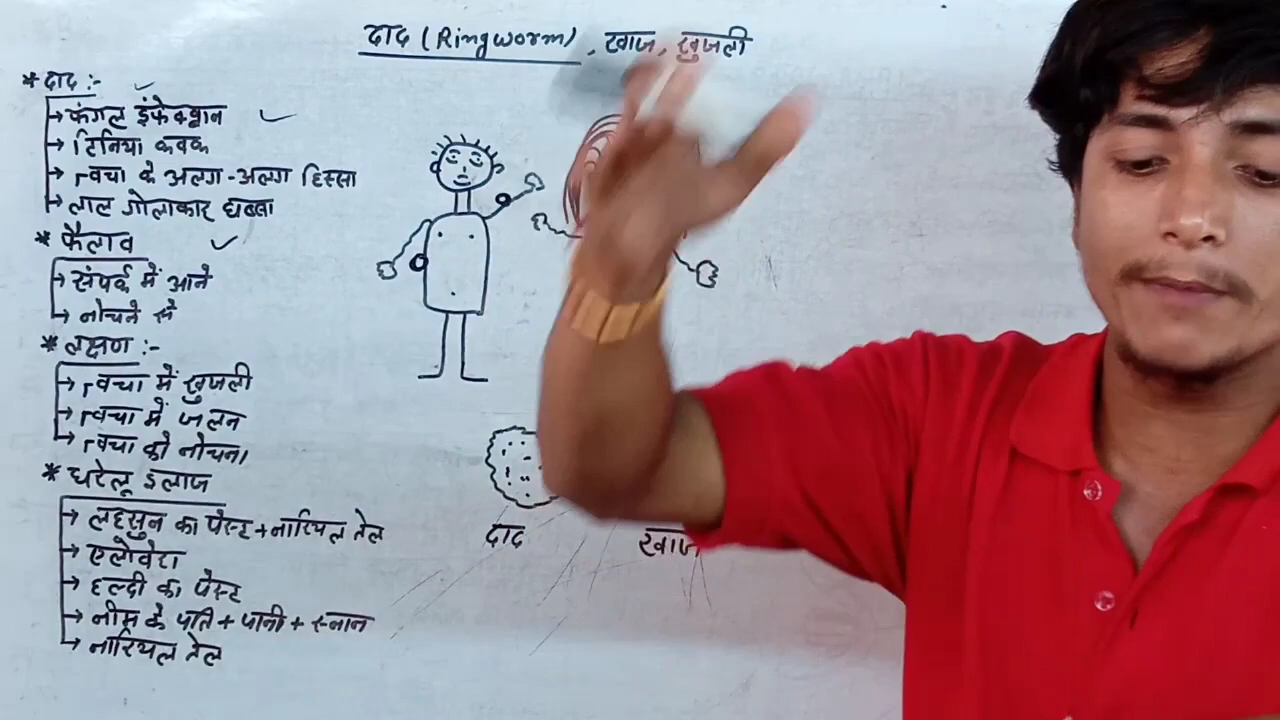 दाद (Ringworm), खाज, खुजली
* दाद :-
→ फंगल इंफेक्शन
→ टिनिया कवक
→ त्वचा के अलग-अलग हिस्सा
→ लाल गोलाकार धब्बा
* फैलाव
→ संपर्क में आने
→ नोचने से
* लक्षण :-
→ त्वचा में खुजली
→ त्वचा में जलन
→ त्वचा को नोचना
* घरेलू इलाज
→ लहसुन का पेस्ट + नारियल तेल
→ एलोवेरा
→ हल्दी का पेस्ट
→ नीम के पत्ति + पानी + स्नान
→ नारियल तेल
दाद
खाज